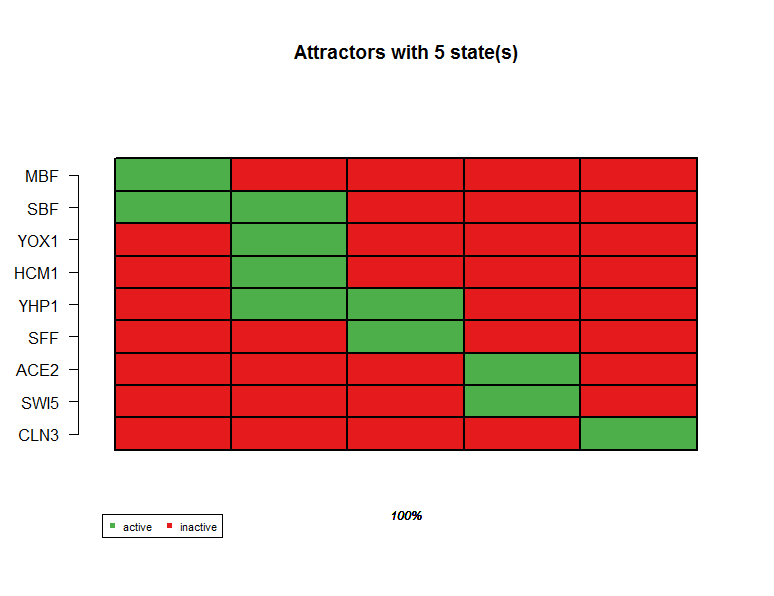 Attractors with 5 state(s)
MBF
SBF
YOX1
HCM1
YHP1
SFF
ACE2
SWI5
CLN3
100%
active inactive